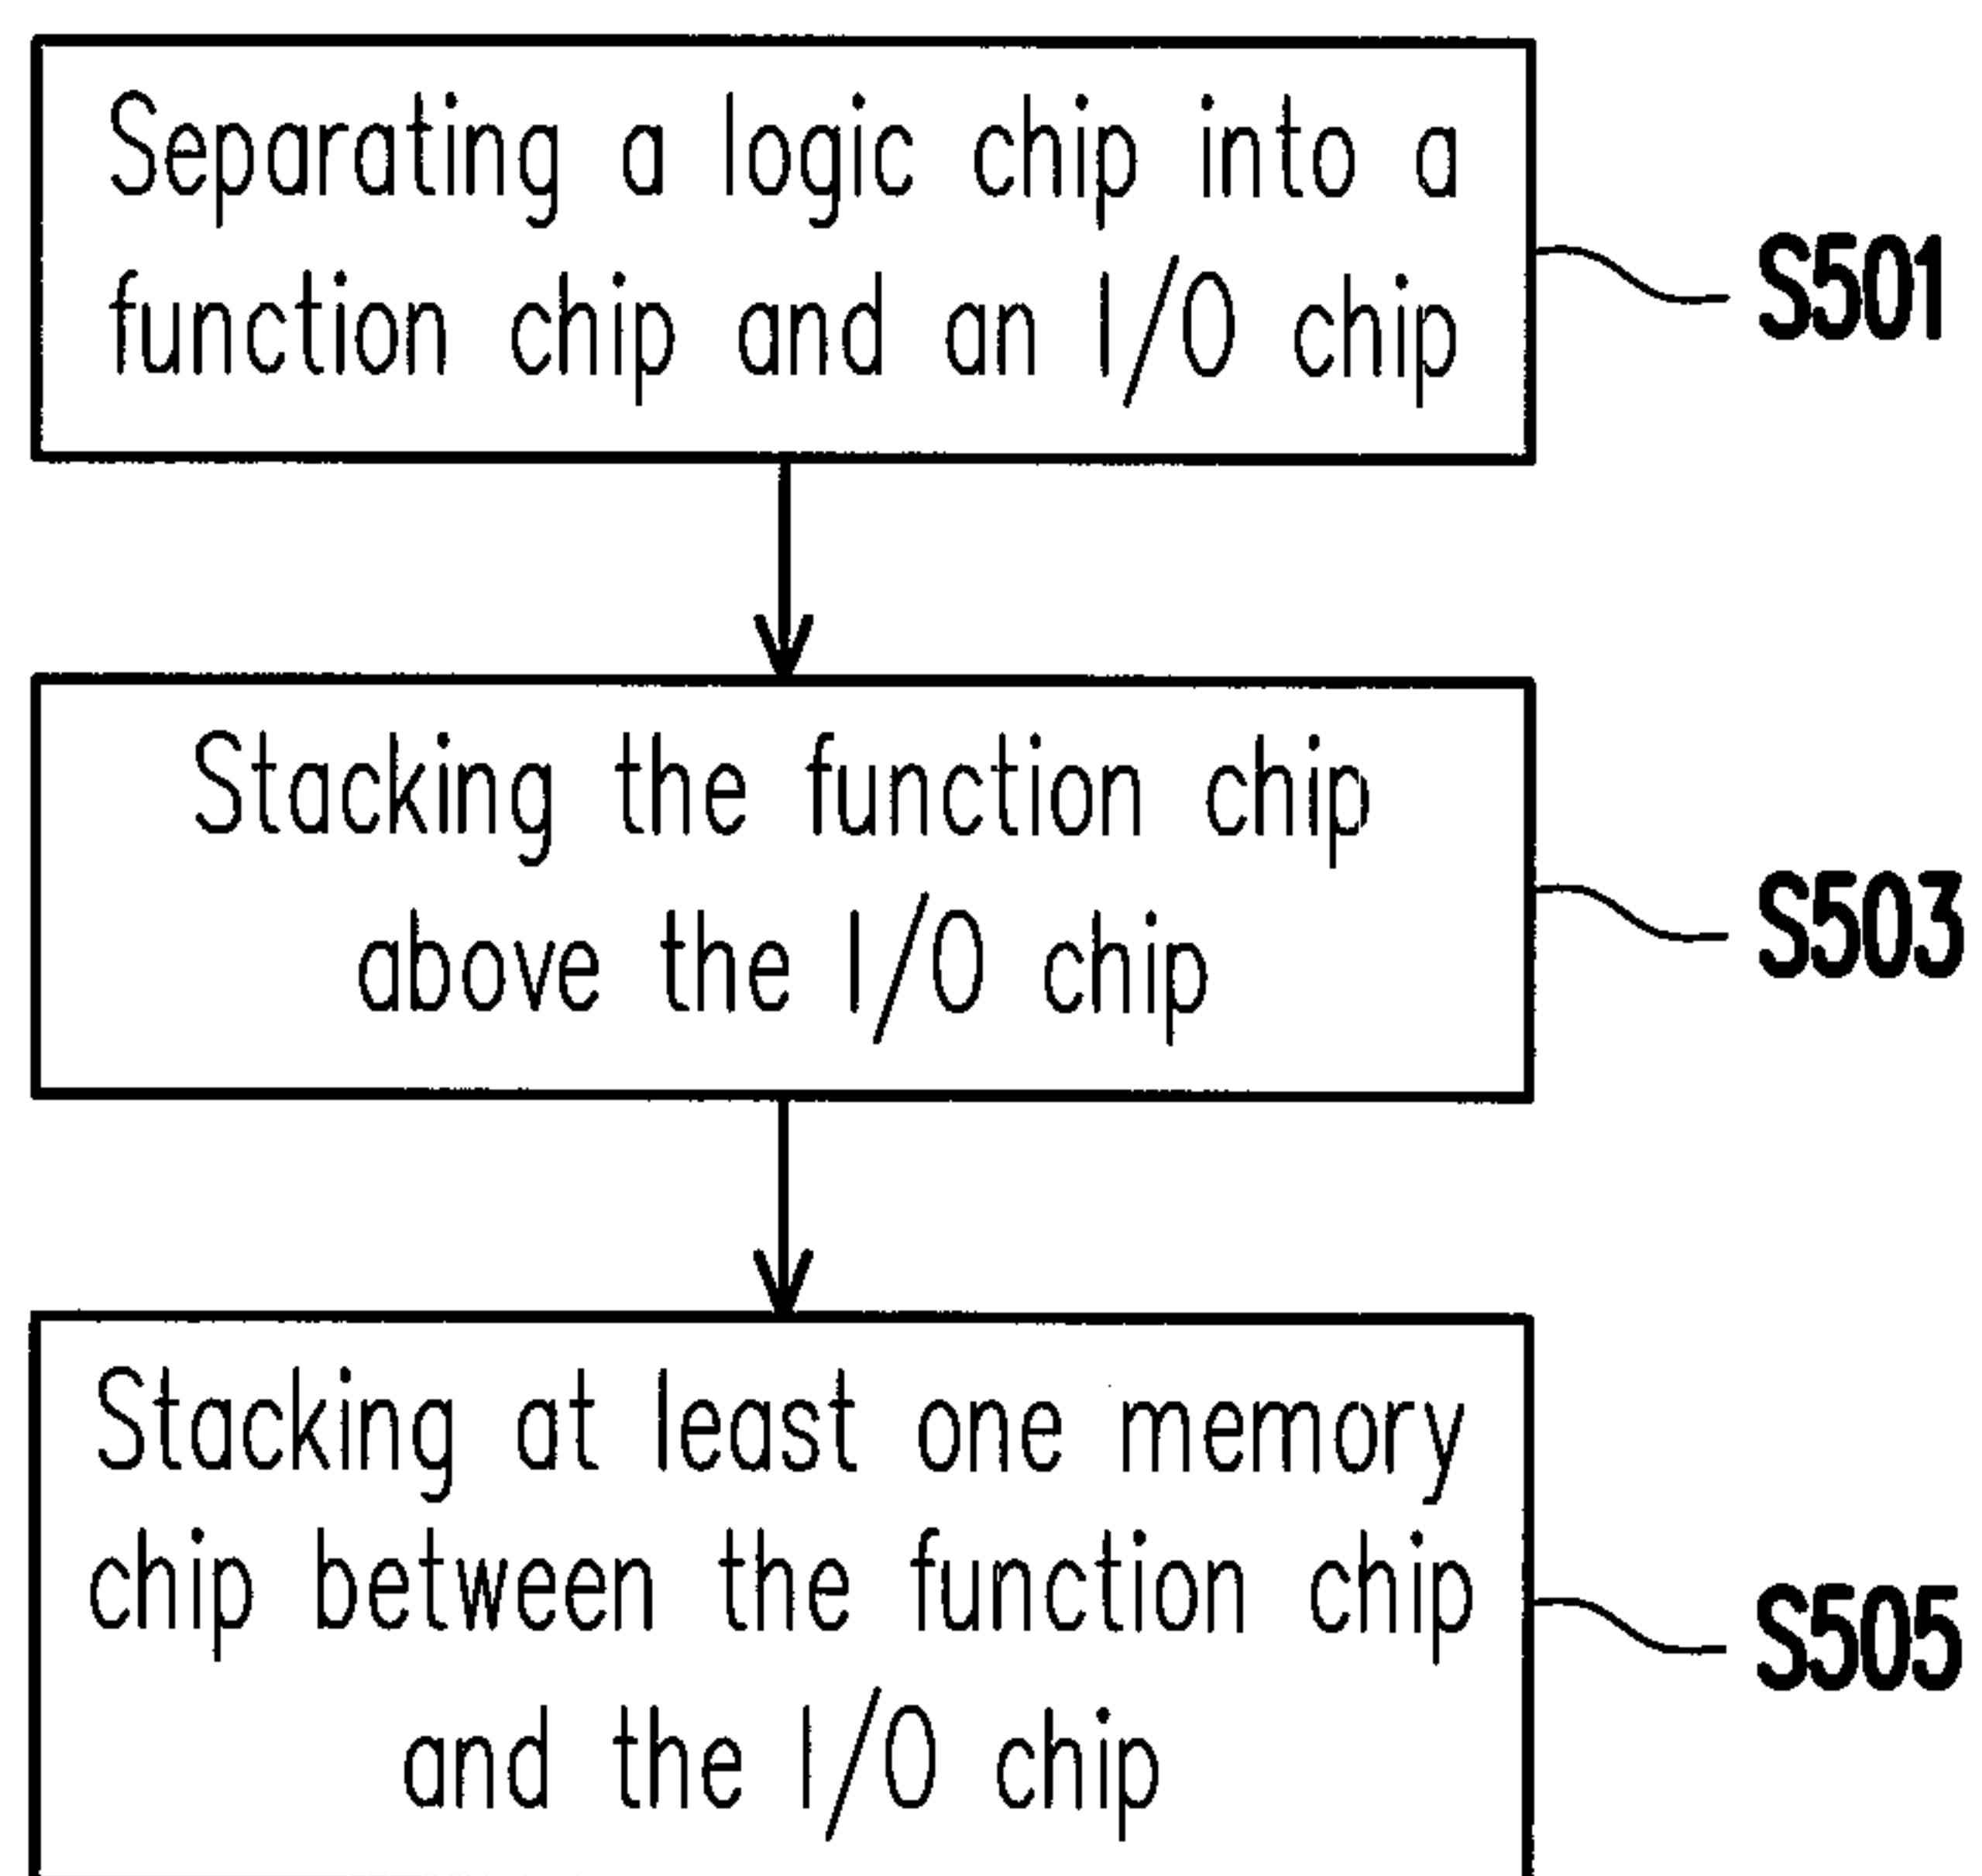 Separating a logic chip into a
function chip and an I/O chip
S501
Stacking the function chip
above the I/O chip
S503
Stacking at least one memory
chip between the function chip
and the I/O chip
S505